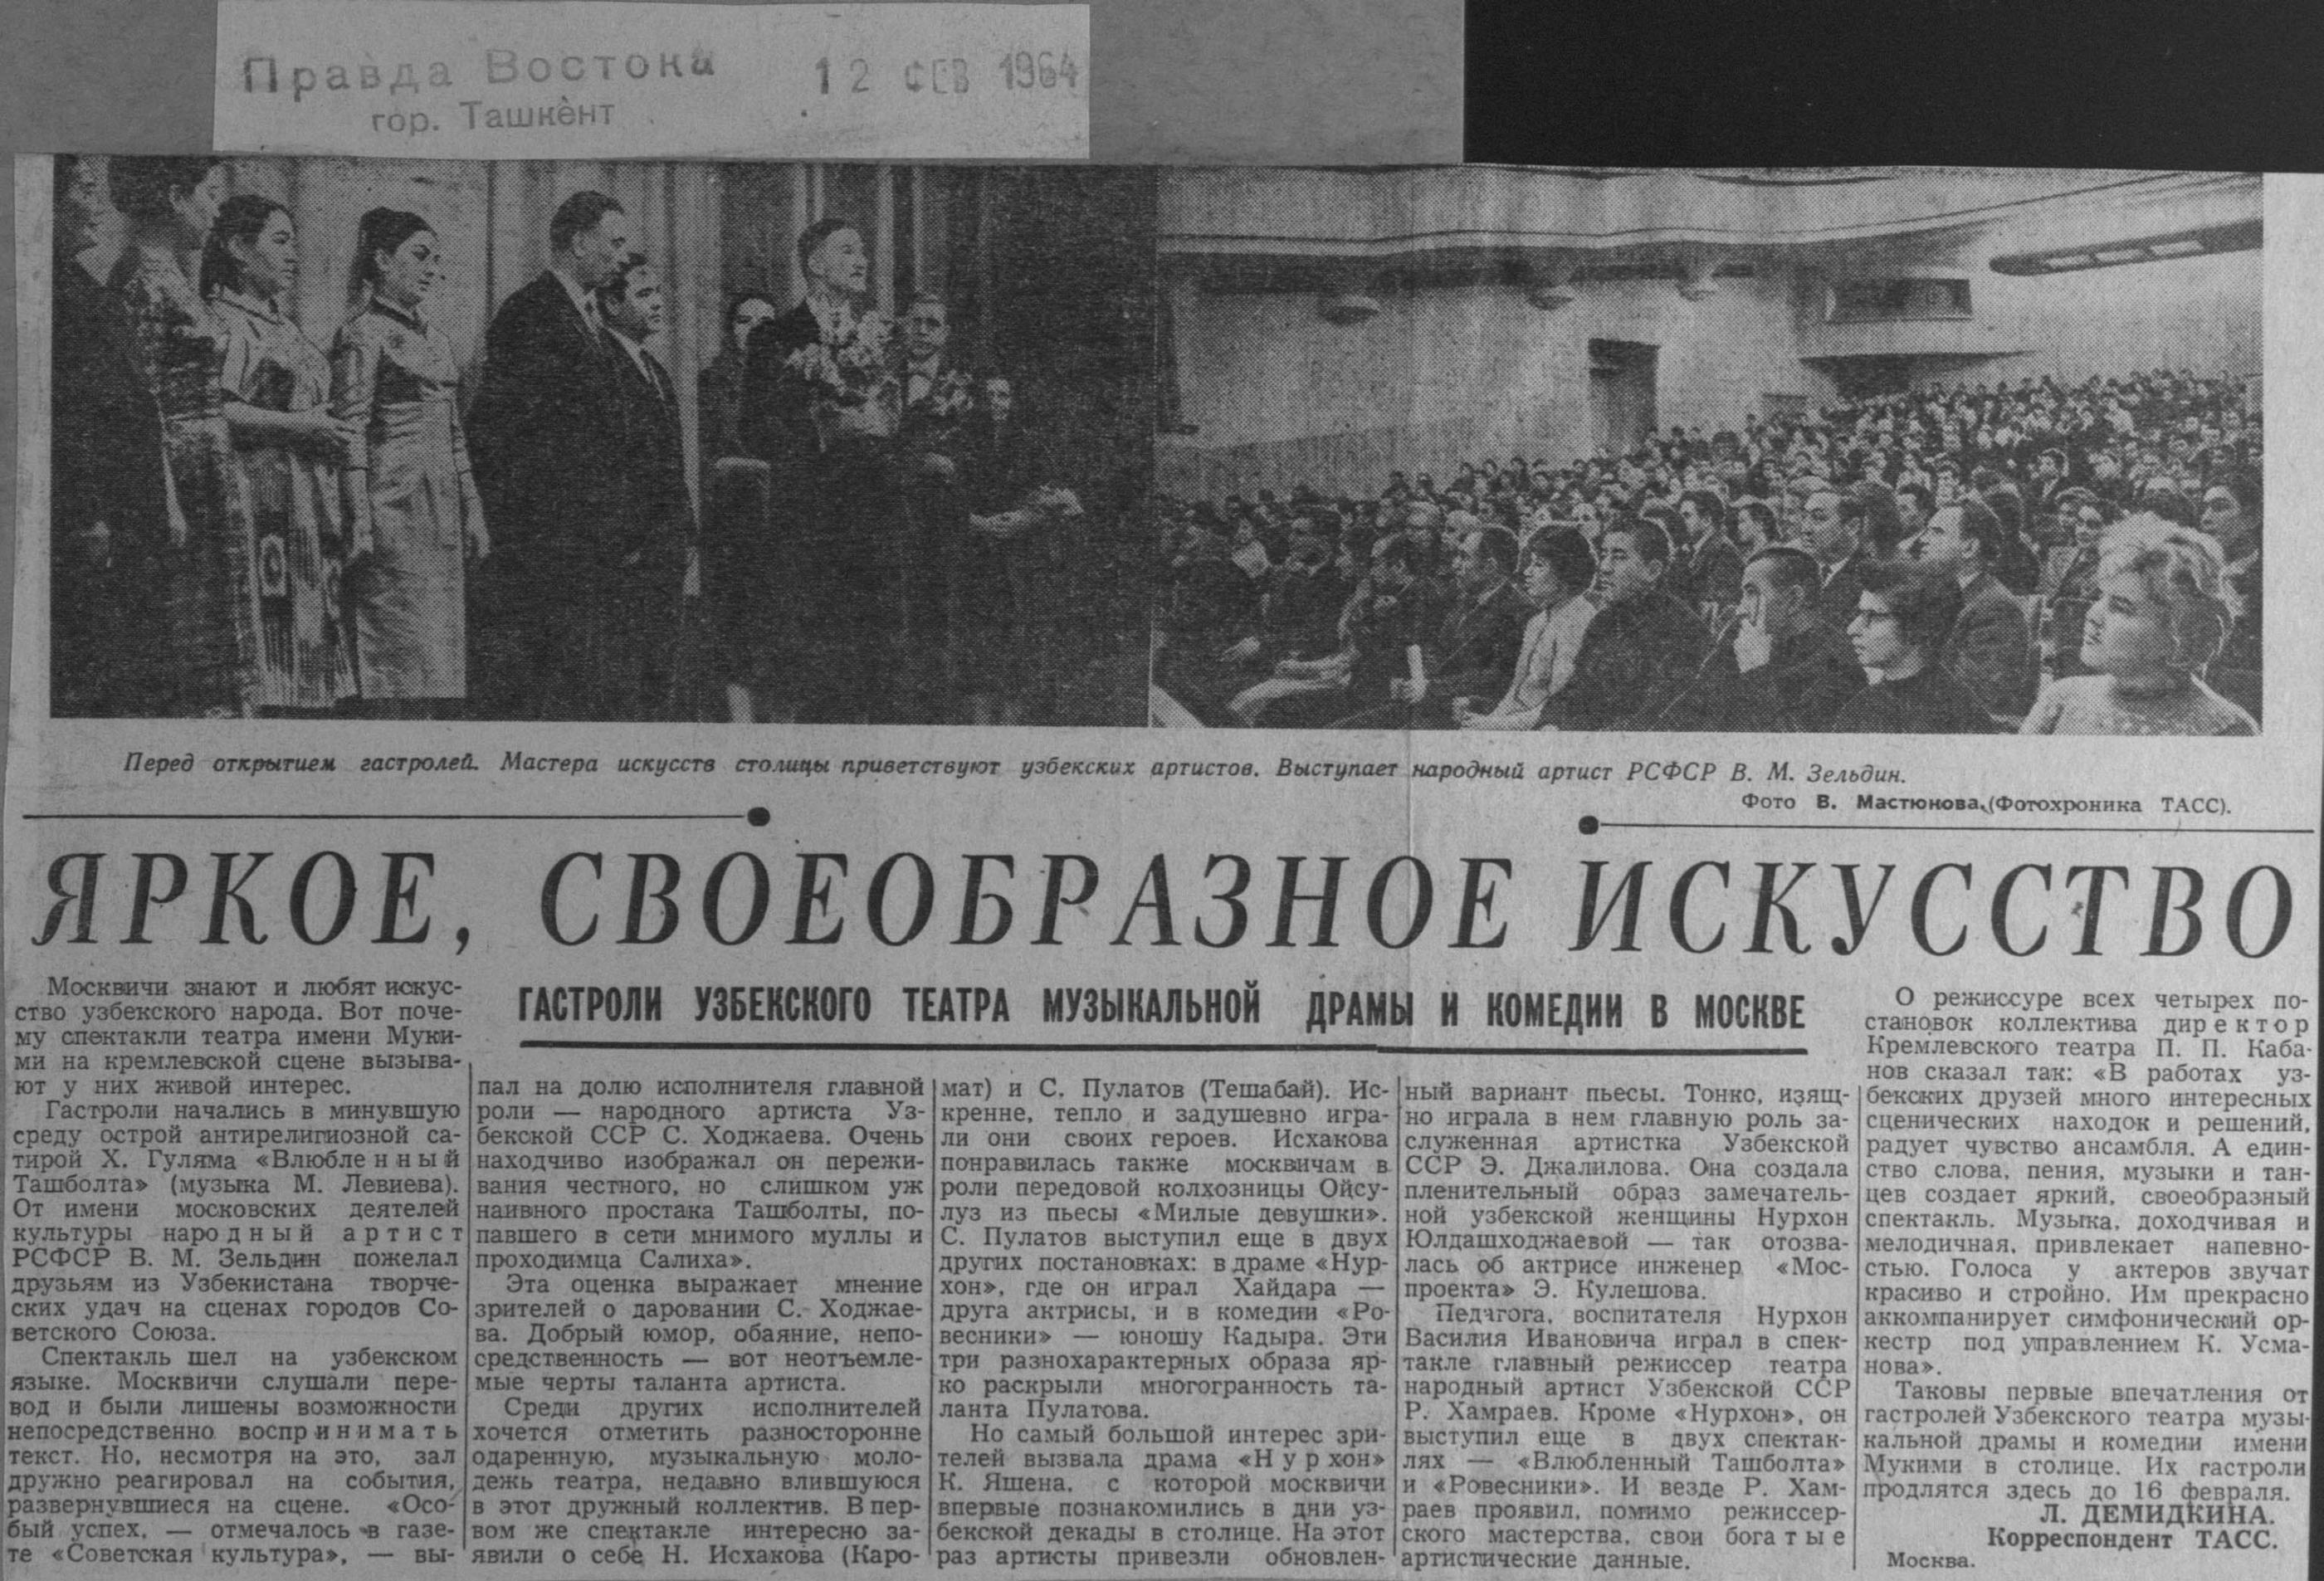 Правда Востока 12 ФЕВ 1964
гор. Ташкент
Перед открытием гастролей. Мастера искусств столицы приветствуют узбекских артистов. Выступает народный артист РСФСР В. М. Зельдин.
Фото В. Мастюнова. (Фотохроника ТАСС).
ЯРКОЕ, СВОЕОБРАЗНОЕ ИСКУССТВО
ГАСТРОЛИ УЗБЕКСКОГО ТЕАТРА МУЗЫКАЛЬНОЙ ДРАМЫ И КОМЕДИИ В МОСКВЕ
Москвичи знают и любят искус-
ство узбекского народа. Вот поче-
му спектакли театра имени Муки-
ми на кремлевской сцене вызыва-
ют у них живой интерес.
Гастроли начались в минувшую
среду острой антирелигиозной са-
тирой Х. Гуляма «Влюбленный
Ташболта» (музыка М. Левиева).
От имени московских деятелей
культуры народный артист
РСФСР В. М. Зельдин пожелал
друзьям из Узбекистана творче-
ских удач на сценах городов Со-
ветского Союза.
Спектакль шел на узбекском
языке. Москвичи слушали пере-
вод и были лишены возможности
непосредственно воспринимать
текст. Но, несмотря на это, зал
дружно реагировал на события,
развернувшиеся на сцене. «Осо-
бый успех, — отмечалось в газе-
те «Советская культура», — вы-
пал на долю исполнителя главной
роли — народного артиста Уз-
бекской ССР С. Ходжаева. Очень
находчиво изображал он пережи-
вания честного, но слишком уж
наивного простака Ташболты, по-
павшего в сети мнимого муллы и
проходимца Салиха».
Эта оценка выражает мнение
зрителей о даровании С. Ходжае-
ва. Добрый юмор, обаяние, непо-
средственность — вот неотъемле-
мые черты таланта артиста.
Среди других исполнителей
хочется отметить разносторонне
одаренную, музыкальную моло-
дежь театра, недавно влившуюся
в этот дружный коллектив. В пер-
вом же спектакле интересно за-
явили о себе Н. Исхакова (Каро-
мат) и С. Пулатов (Тешабай). Ис-
кренне, тепло и задушевно игра-
ли они своих героев. Исхакова
понравилась также москвичам в
роли передовой колхозницы Ойсу-
луз из пьесы «Милые девушки».
С. Пулатов выступил еще в двух
других постановках: в драме «Нур-
хон», где он играл Хайдара —
друга актрисы, и в комедии «Ро-
весники» — юношу Кадыра. Эти
три разнохарактерных образа яр-
ко раскрыли многогранность та-
ланта Пулатова.
Но самый большой интерес зри-
телей вызвала драма «Нурхон»
К. Яшена, с которой москвичи
впервые познакомились в дни уз-
бекской декады в столице. На этот
раз артисты привезли обновлен-
ный вариант пьесы. Тонко, изящ-
но играла в нем главную роль за-
служенная артистка Узбекской
ССР Э. Джалилова. Она создала
пленительный образ замечатель-
ной узбекской женщины Нурхон
Юлдашходжаевой — так отозва-
лась об актрисе инженер «Мос-
проекта» Э. Кулешова.
Педагога, воспитателя Нурхон
Василия Ивановича играл в спек-
такле главный режиссер театра
народный артист Узбекской ССР
Р. Хамраев. Кроме «Нурхон», он
выступил еще в двух спектак-
лях — «Влюбленный Ташболта»
и «Ровесники». И везде Р. Хам-
раев проявил, помимо режиссер-
ского мастерства, свои богатые
артистические данные.
О режиссуре всех четырех по-
становок коллектива директор
Кремлевского театра П. П. Каба-
нов сказал так: «В работах уз-
бекских друзей много интересных
сценических находок и решений,
радует чувство ансамбля. А един-
ство слова, пения, музыки и тан-
цев создает яркий, своеобразный
спектакль. Музыка, доходчивая и
мелодичная, привлекает напевно-
стью. Голоса у актеров звучат
красиво и стройно. Им прекрасно
аккомпанирует симфонический ор-
кестр под управлением К. Усма-
нова».
Таковы первые впечатления от
гастролей Узбекского театра музы-
кальной драмы и комедии имени
Мукими в столице. Их гастроли
продлятся здесь до 16 февраля.
Л. ДЕМИДКИНА.
Корреспондент ТАСС.
Москва.